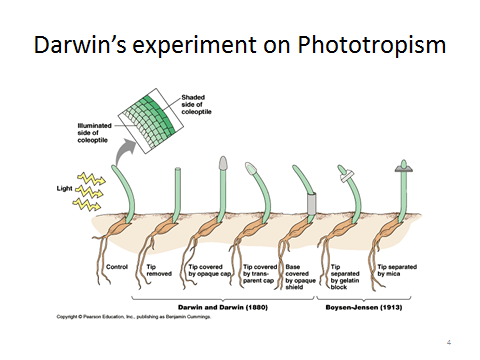 Darwin's experiment on Phototropism
Shaded
side of
coleoptile
Illuminated
side of
coleoptile
Light
Control
Tip
removed
Tip covered
by opaque cap
Tip covered
by trans-
parent cap
Base
covered
by opaque
shield
Tip
separated
by gelatin
block
Tip separated
by mica
Darwin and Darwin (1880)
Boysen-Jensen (1913)
Copyright © Pearson Education, Inc., publishing as Benjamin Cummings.
4